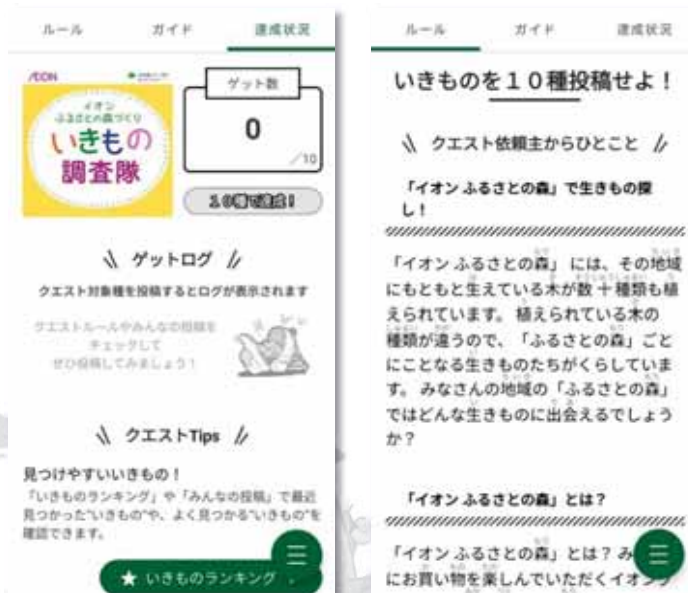 ルール ガイド 達成状況
AEON
イオン
ふるさとの森づくり
いきもの
調査隊
ゲット数
0
/10
10種で達成!
ゲットログ
クエスト対象種を投稿するとログが表示されます
クエストルールやみんなの投稿を
チェックして
ぜひ投稿してみましょう!
クエストTips
見つけやすいいきもの!
「いきものランキング」や「みんなの投稿」で最近
見つかった"いきもの"や、よく見つかる"いきもの"を
確認できます。
★ いきものランキング
ルール ガイド 達成状況
いきものを10種投稿せよ!
クエスト依頼主からひとこと
「イオン ふるさとの森」で生きもの探
し!
「イオン ふるさとの森」 には、その地域
にもともと生えている木が数十種類も植
えられています。 植えられている木の
種類が違うので、「ふるさとの森」ごと
にことなる生きものたちがくらしていま
す。 みなさんの地域の「ふるさとの森」
ではどんな生きものに出会えるでしょう
か?
「イオン ふるさとの森」とは?
「イオン ふるさとの森」とは? み
にお買い物を楽しんでいただくイオン